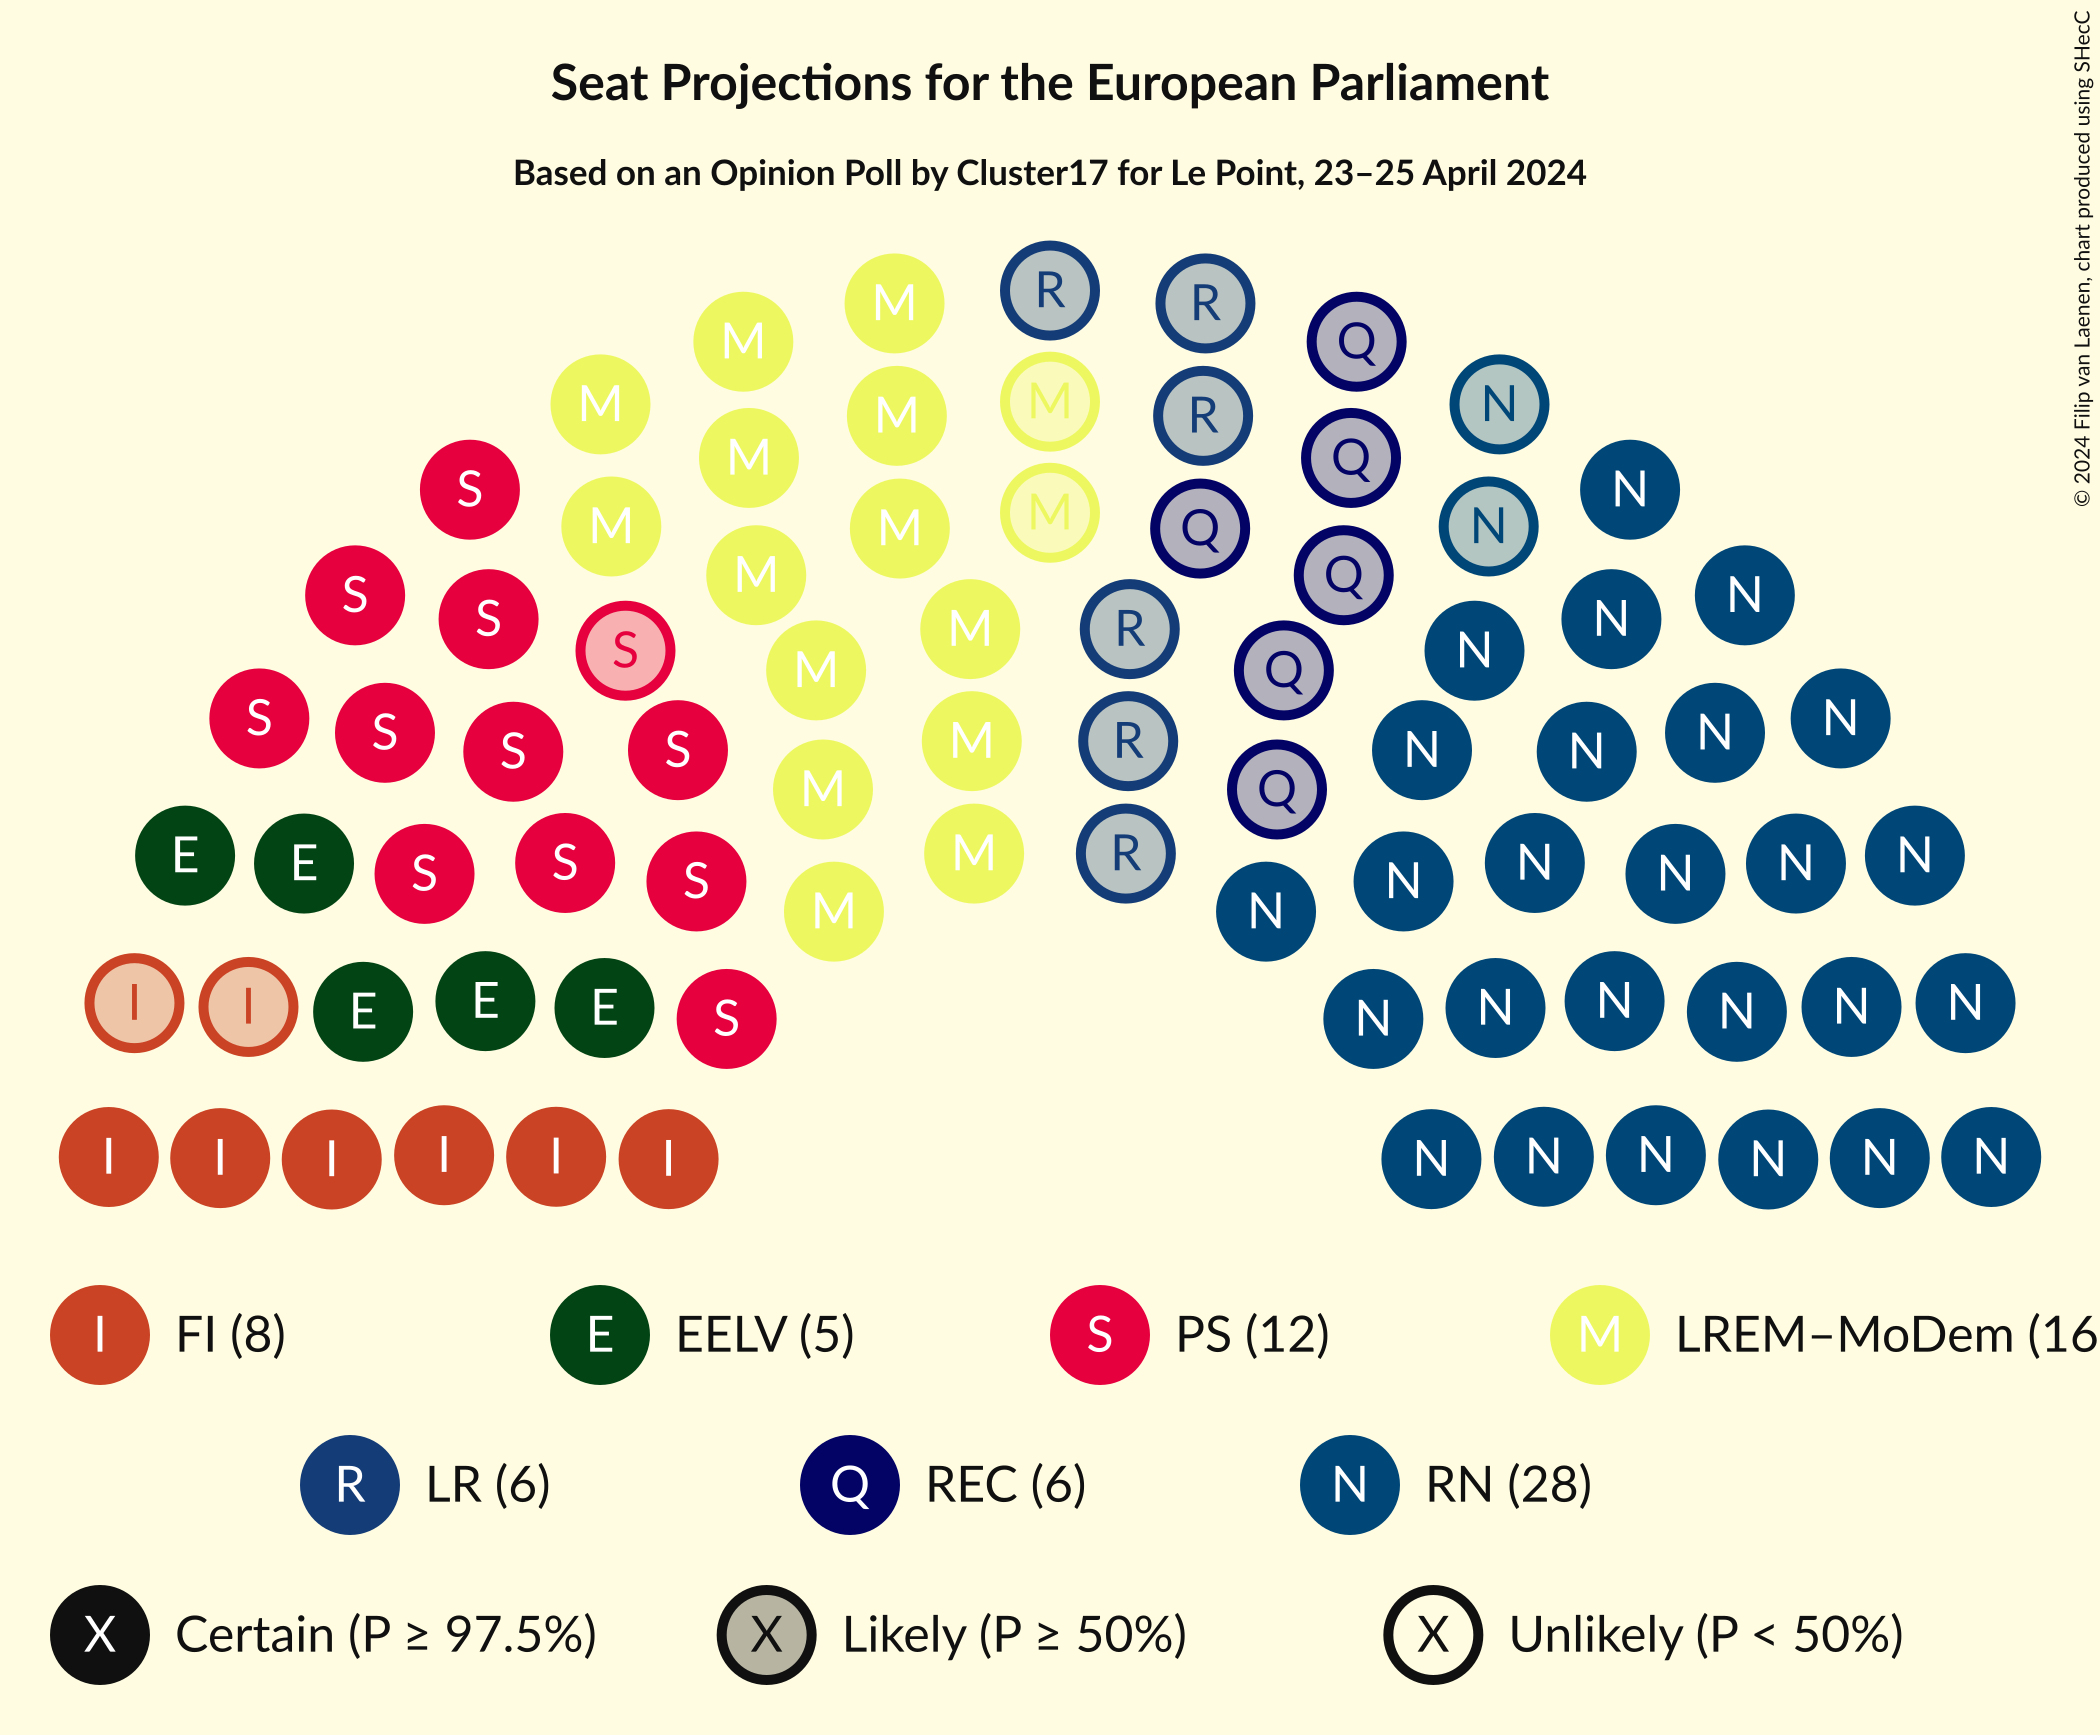 Seat Projections for the European Parliament
Based on an Opinion Poll by Cluster17 for Le Point, 23–25 April 2024
© 2024 Filip van Laenen, chart produced using SHecC
M R R
M Q
M M N
M R
M Q
S N
M M M Q N
M Q
S N
S M R N
S N
M Q
S N
S S S M R N N N
M Q
E E S S S M R N N N N N
M N
I I E E E S N N N N N N
I I I I I I N N N N N N
I FI (8) E EELV (5) S PS (12) M LREM–MoDem (16
R LR (6) Q REC (6) N RN (28)
X Certain (P ≥ 97.5%) X Likely (P ≥ 50%) X Unlikely (P < 50%)